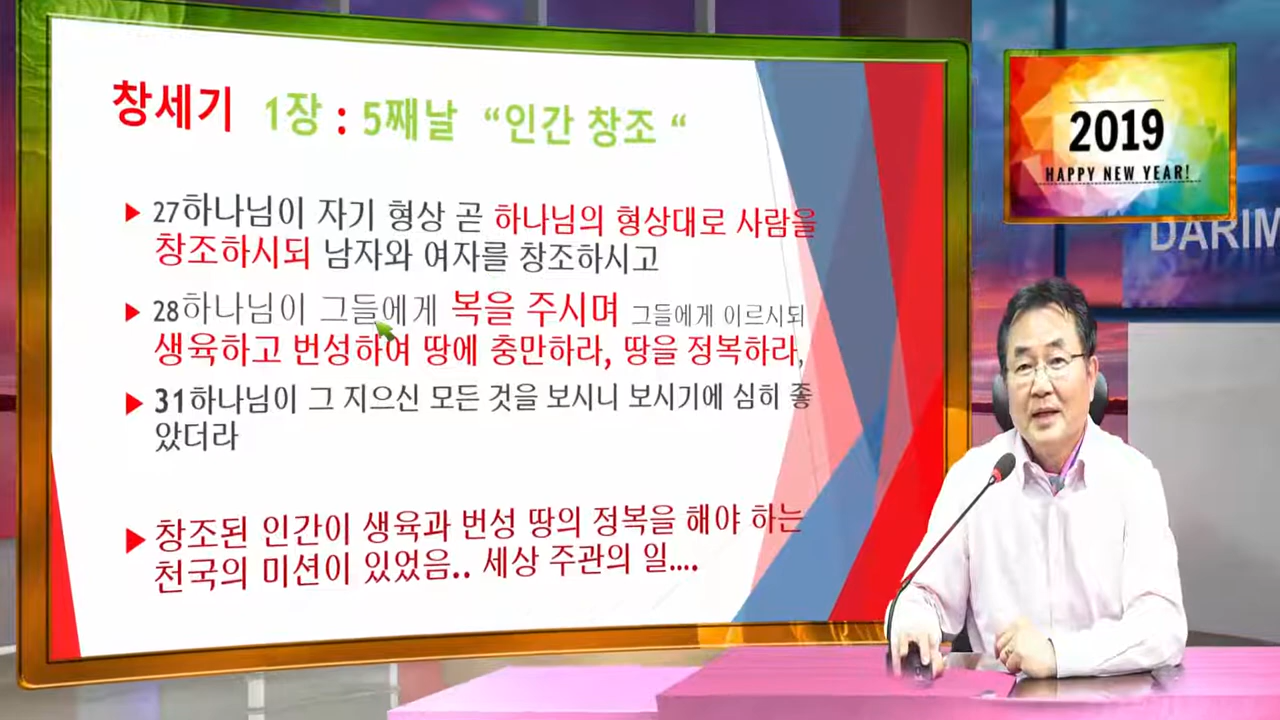 창세기 1장 : 5째날 “인간 창조 “
27하나님이 자기 형상 곧 하나님의 형상대로 사람을
창조하시되 남자와 여자를 창조하시고
28하나님이 그들에게 복을 주시며 그들에게 이르시되
생육하고 번성하여 땅에 충만하라, 땅을 정복하라,
31하나님이 그 지으신 모든 것을 보시니 보시기에 심히 좋
았더라
창조된 인간이 생육과 번성 땅의 정복을 해야 하는
천국의 미션이 있었음.. 세상 주관의 일....
2019
HAPPY NEW YEAR!
DARIM